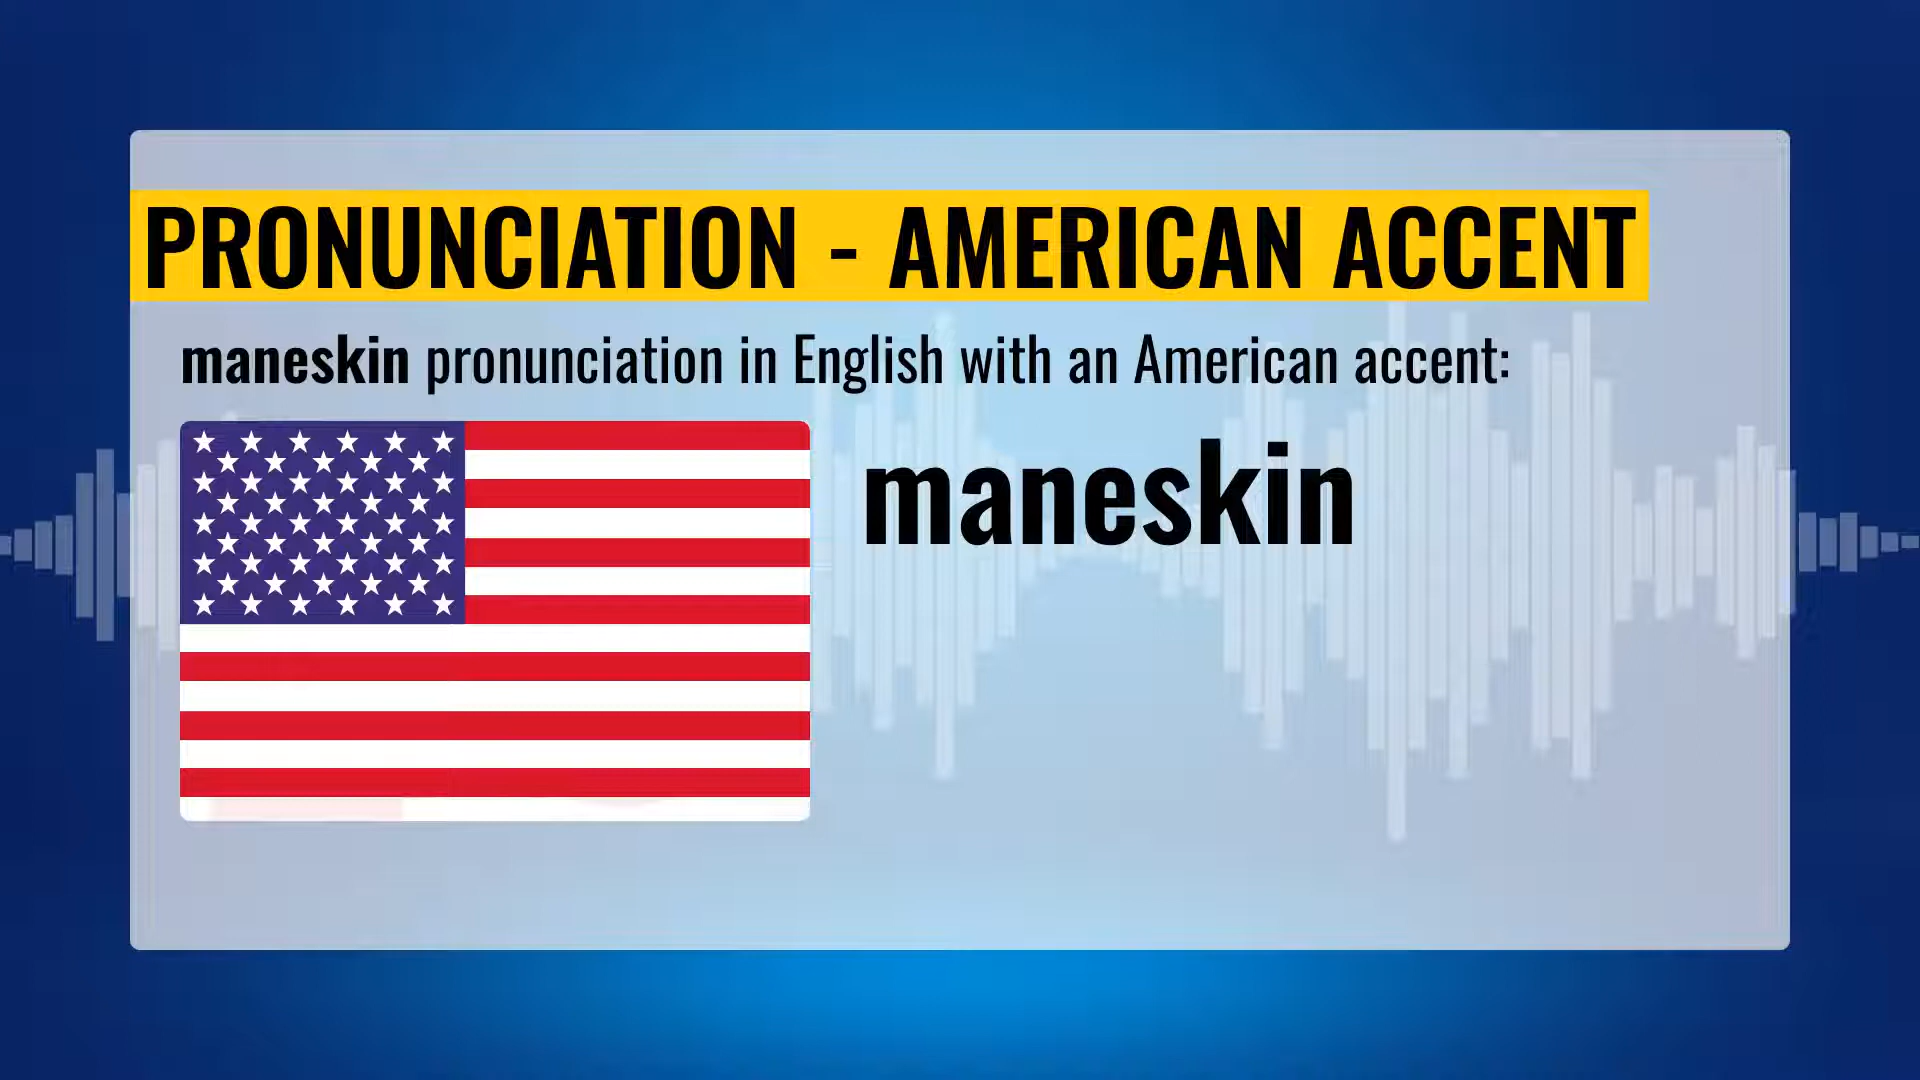 PRONUNCIATION - AMERICAN ACCENT
maneskin pronunciation in English with an American accent:
maneskin